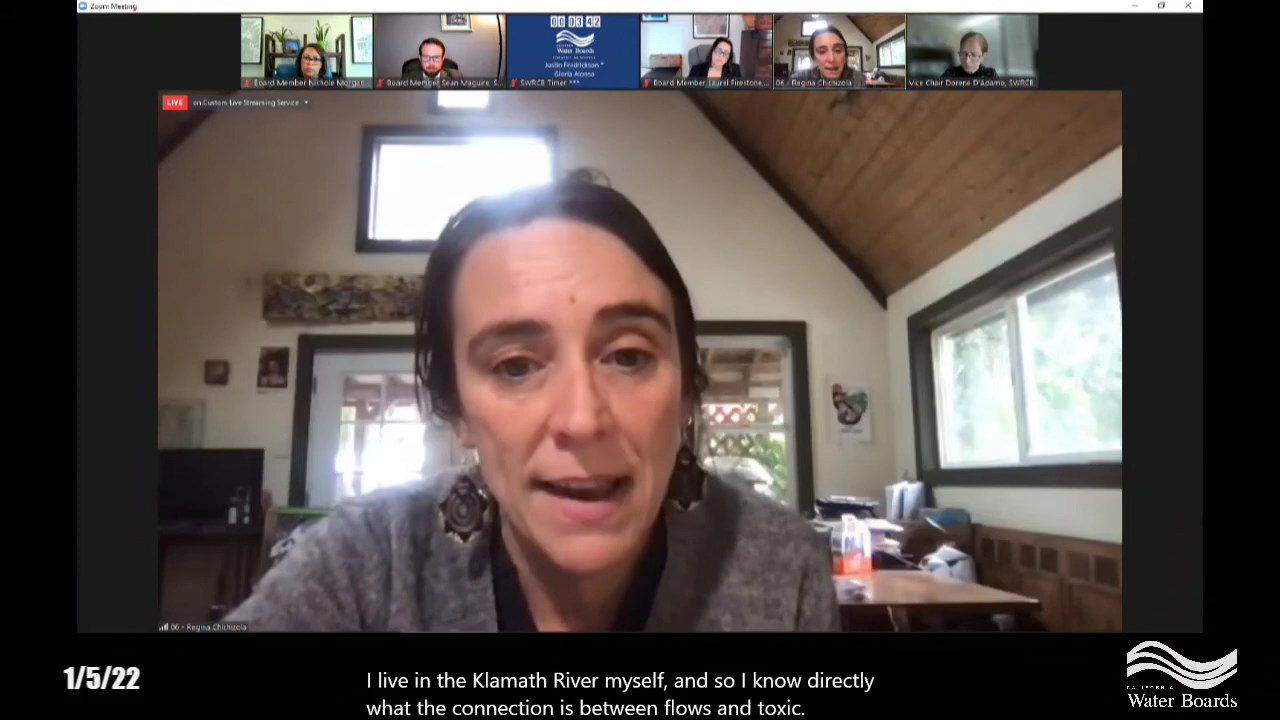 Zoom Meeting
00 03 42
Water Boards
Justin Fredrickson *
Gloria Alonso
Board Member Nichole Morgan,
Board Member Sean Maguire, S...
SWRCB Timer ***
Board Member Laurel Firestone,...
06 - Regina Chichizola
Vice Chair Dorene D'Adamo, SWRCB
LIVE on Custom Live Streaming Service
06 - Regina Chichizola
1/5/22
I live in the Klamath River myself, and so I know directly
what the connection is between flows and toxic.
CALIFORNIA
Water Boards